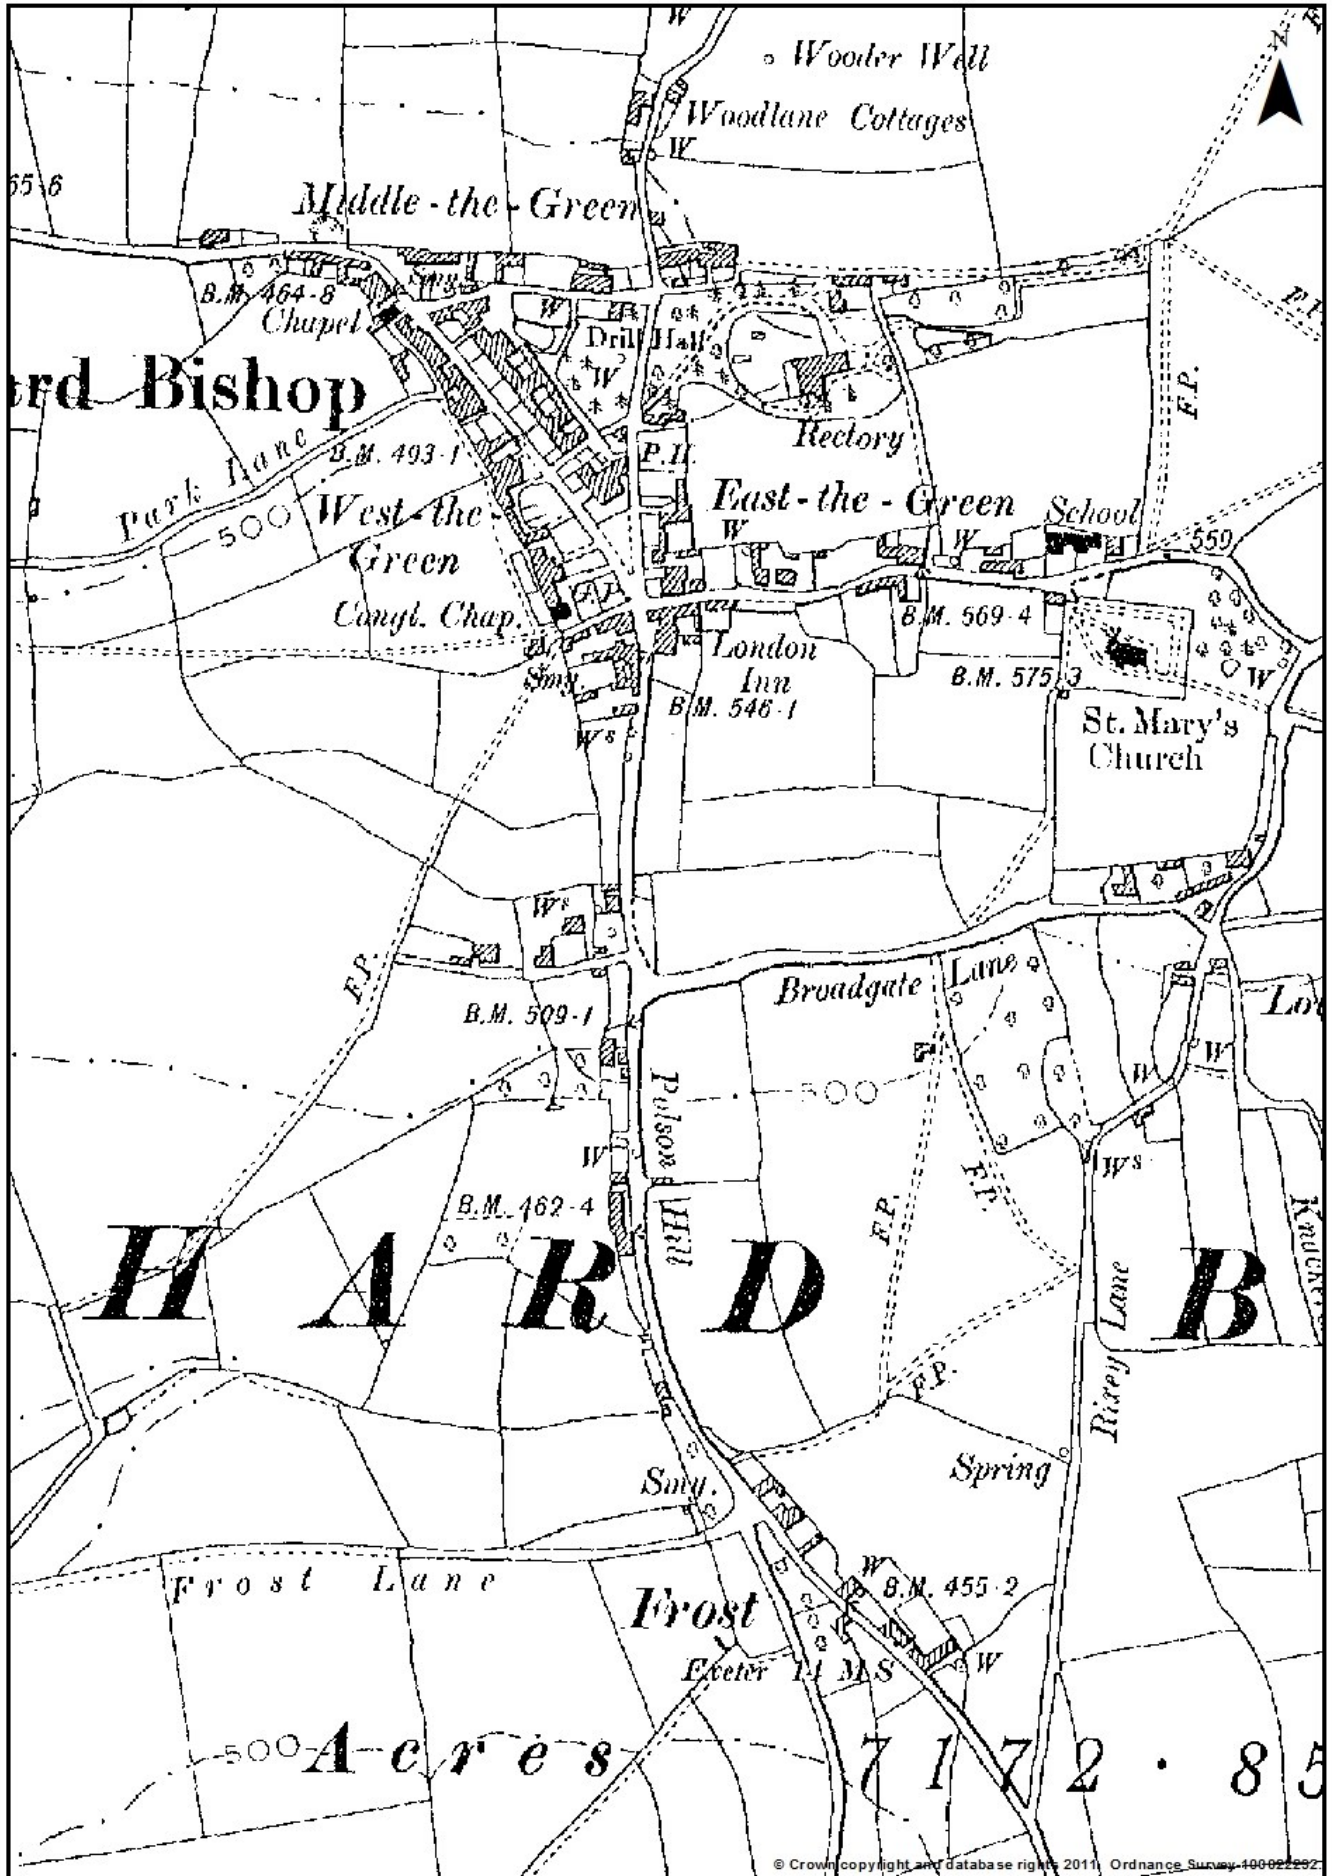 W
Wooder Well
Woodlane Cottages
W
65·6
Middle-the-Green
B.M. 464·8
Smy.
Chapel
W
Drill Hall
W
ard Bishop
Rectory
F.P.
F.P.
Park Lane
B.M. 493·1
P.H.
500
West-the-Green
East-the-Green
School
W
W
559
Congl. Chap.
B.M. 569·4
London
Inn
B.M. 575·3
W
Smy.
B.M. 546·1
St. Mary's
Church
Ws
Ws
F.P.
Broadgate Lane
B.M. 509·1
500
W
W
Polson Hill
W
Ws
F.P.
F.P.
B.M. 462·4
H A R D B
Rixey Lane
F.P.
Spring
Smy.
Frost Lane
W
B.M. 455·2
Frost
Exeter 14 M S
W
500
Acres 7172·85
© Crown copyright and database rights 2011 Ordnance Survey 100022292